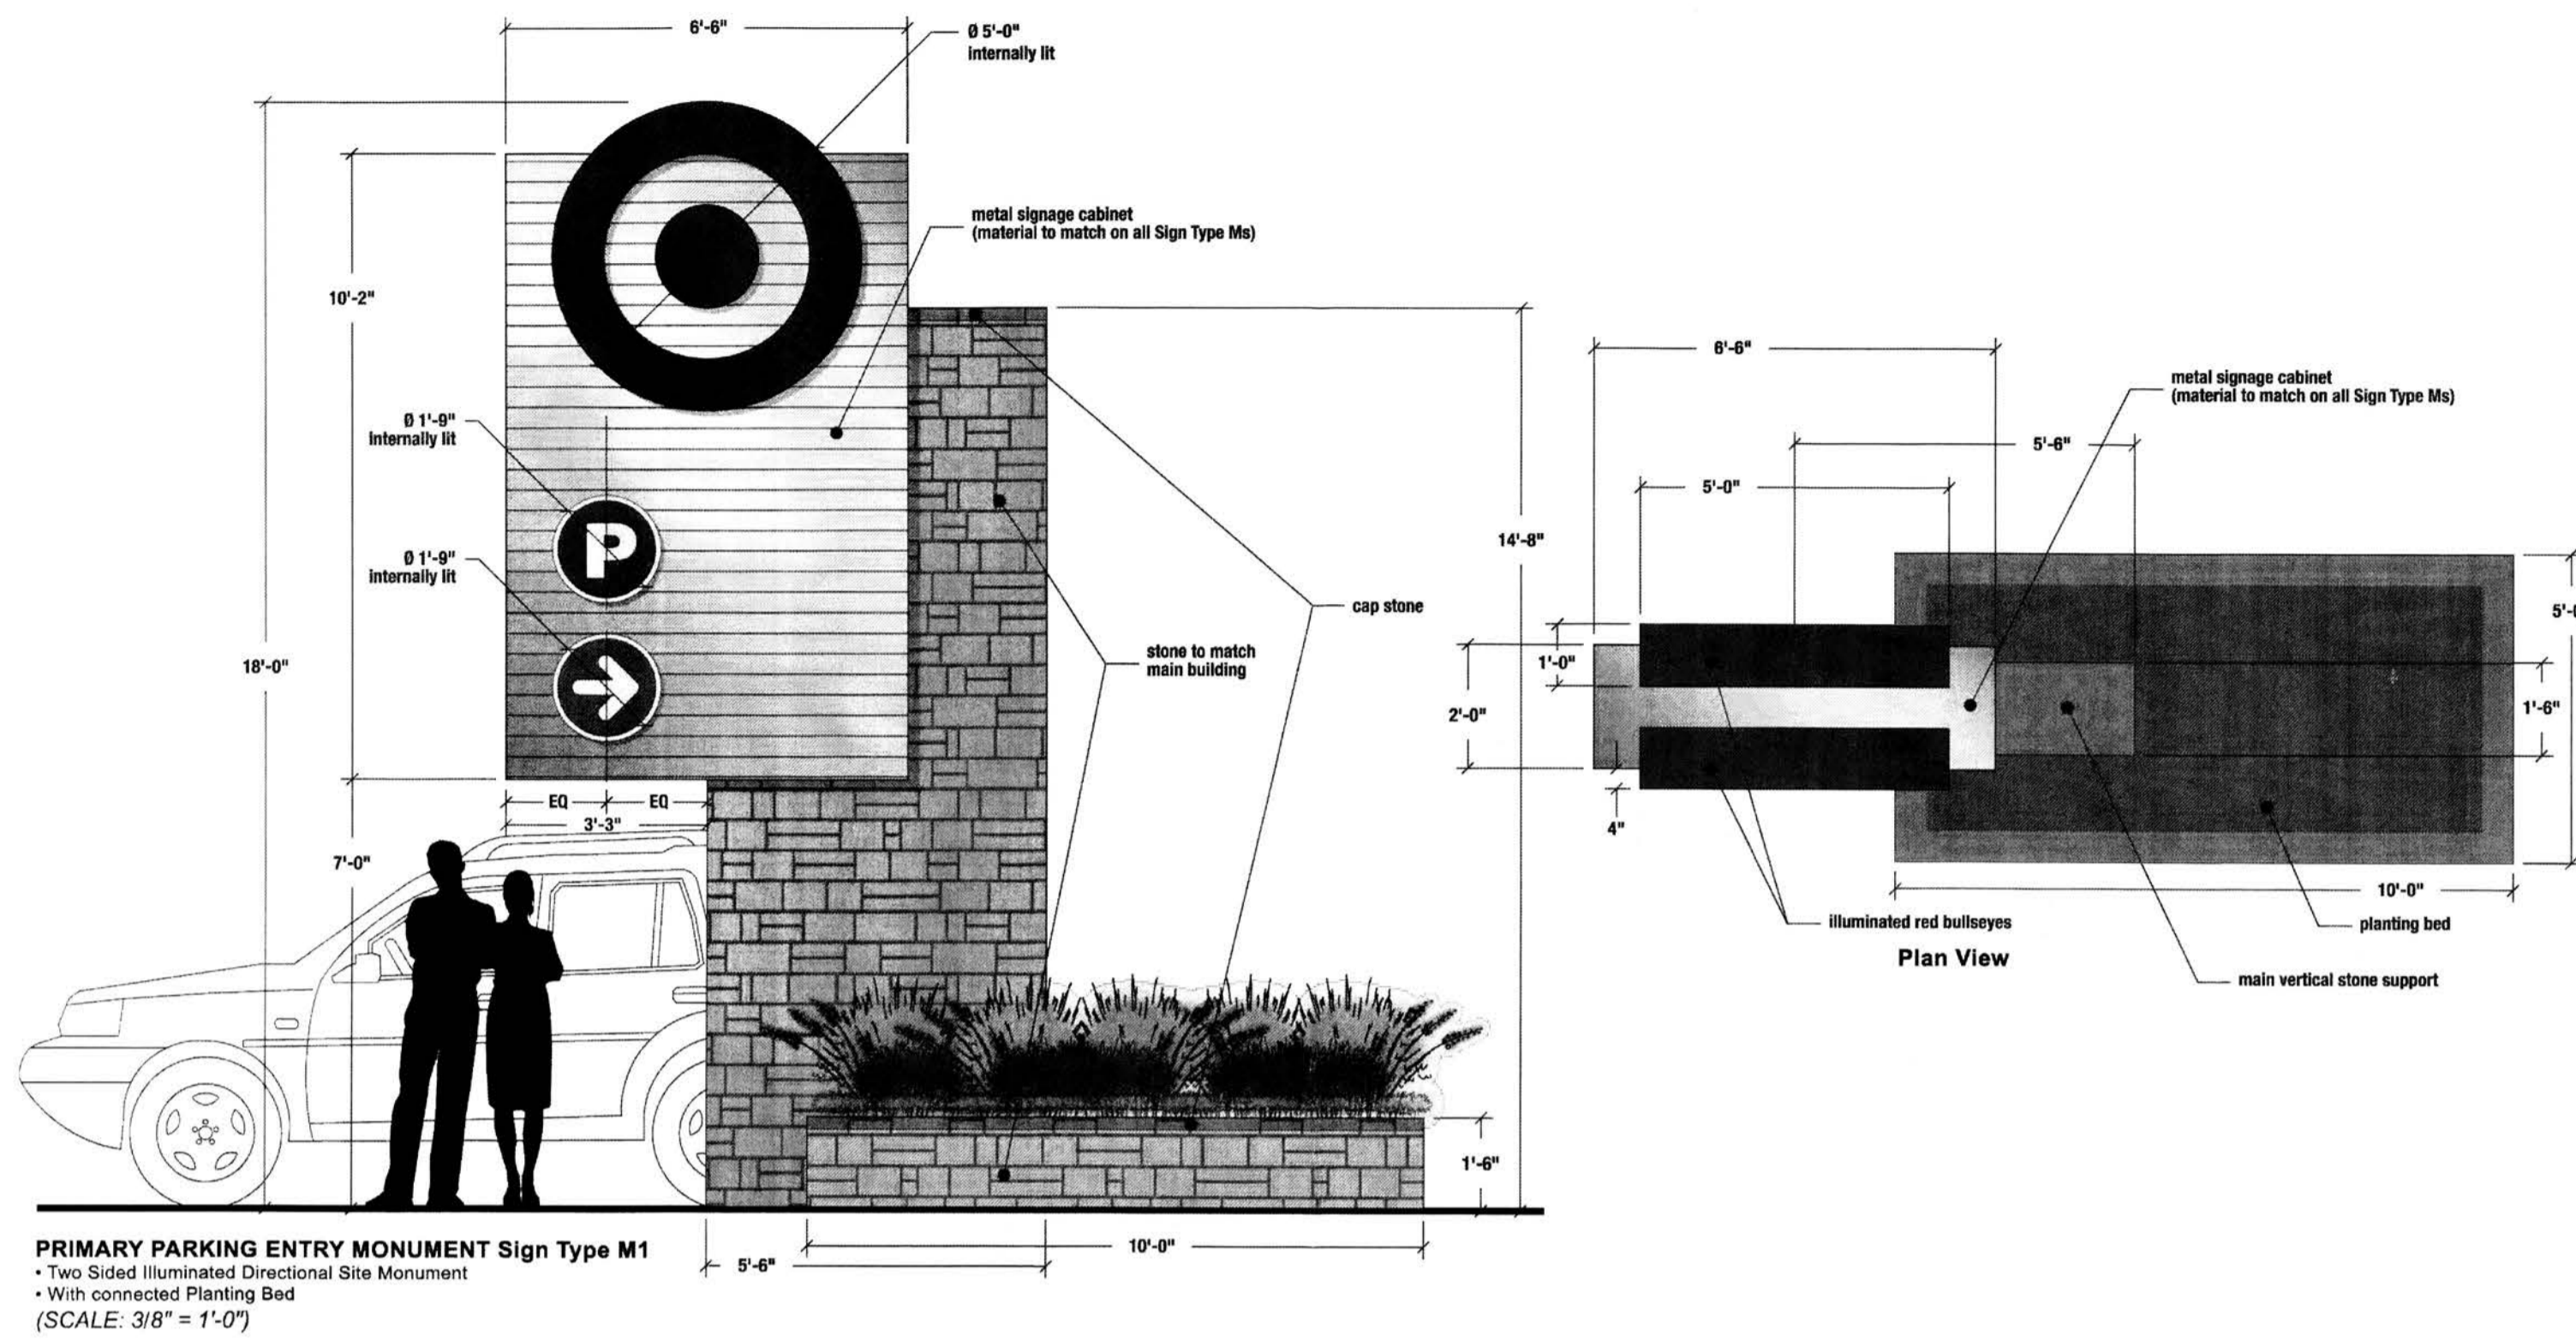 6'-6"
Ø 5'-0"
internally lit
10'-2"
metal signage cabinet
(material to match on all Sign Type Ms)
Ø 1'-9"
internally lit
P
Ø 1'-9"
internally lit
18'-0"
14'-8"
cap stone
stone to match
main building
EQ
EQ
3'-3"
7'-0"
1'-6"
10'-0"
5'-6"
PRIMARY PARKING ENTRY MONUMENT Sign Type M1
• Two Sided Illuminated Directional Site Monument
• With connected Planting Bed
(SCALE: 3/8" = 1'-0")
6'-6"
metal signage cabinet
(material to match on all Sign Type Ms)
5'-6"
5'-0"
1'-0"
2'-0"
4"
1'-6"
10'-0"
illuminated red bullseyes
planting bed
Plan View
main vertical stone support